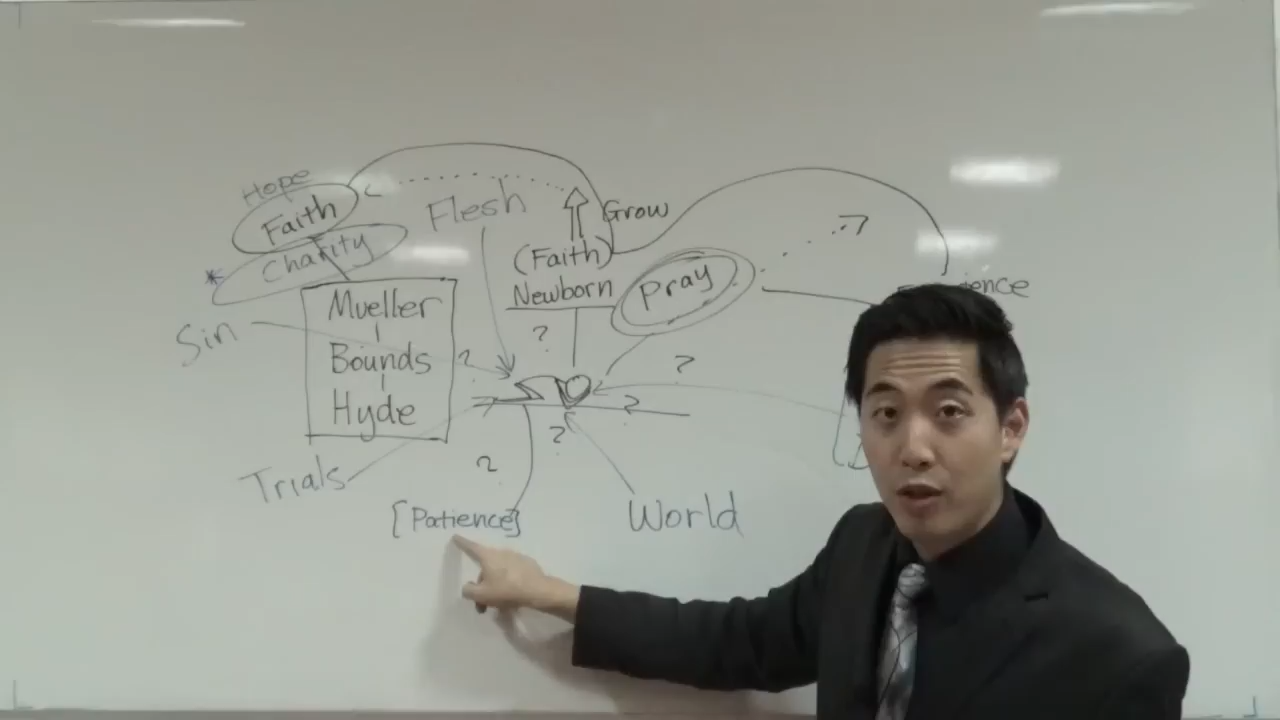 Hope
Faith
* Charity
Flesh
Grow
(Faith)
Newborn
Pray
Mueller
Bounds
Hyde
Sin
?
?
?
?
?
?
Trials
[Patience]
World